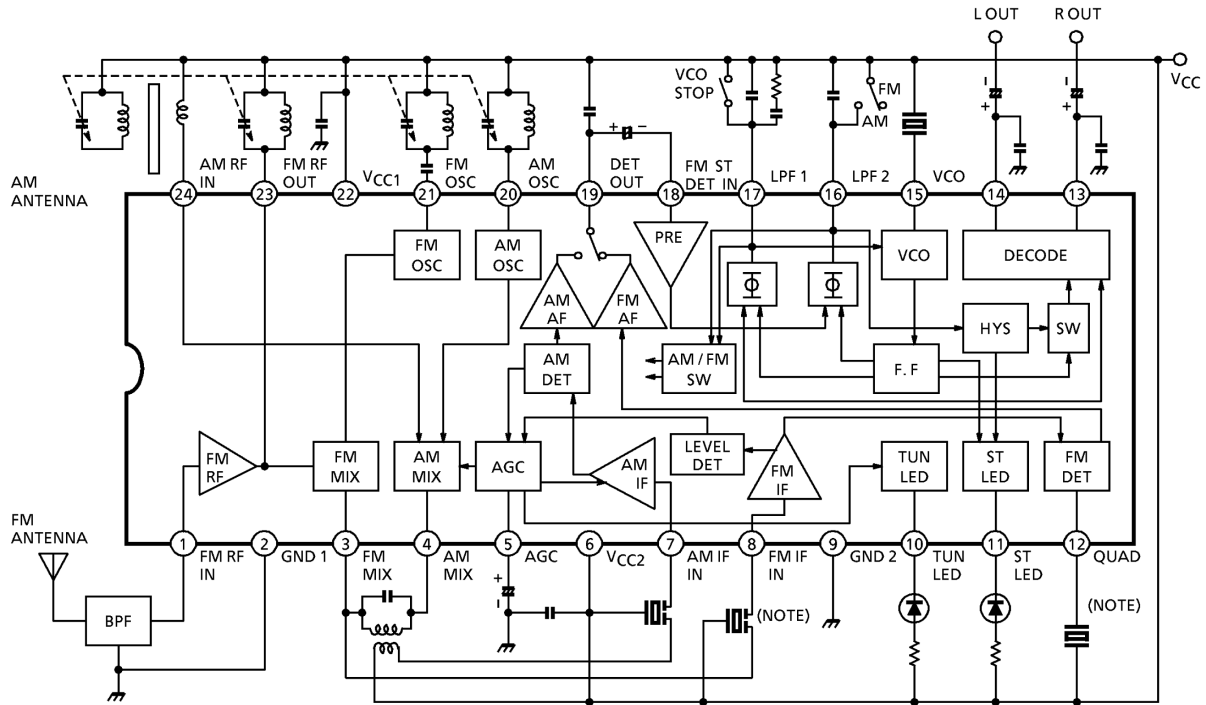 L OUT R OUT
VCO
STOP
FM
AM
VCC
+ −
AM
ANTENNA
AM RF
IN
FM RF
OUT
VCC1
FM
OSC
AM
OSC
DET
OUT
FM ST
DET IN
LPF 1
LPF 2
VCO
24 23 22 21 20 19 18 17 16 15 14 13
FM
OSC
AM
OSC
PRE
VCO
DECODE
AM
AF
FM
AF
HYS
SW
AM
DET
AM / FM
SW
F. F
FM
RF
FM
MIX
AM
MIX
AGC
AM
IF
LEVEL
DET
FM
IF
TUN
LED
ST
LED
FM
DET
FM
ANTENNA
1 2 3 4 5 6 7 8 9 10 11 12
FM RF
IN
GND 1
FM
MIX
AM
MIX
AGC
VCC2
AM IF
IN
FM IF
IN
GND 2
TUN
LED
ST
LED
QUAD
BPF
(NOTE)
(NOTE)